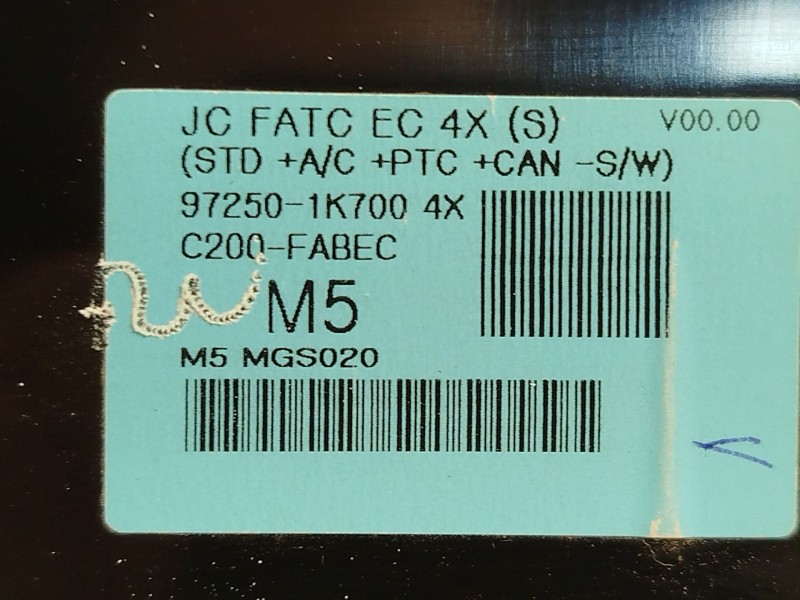 JC FATC EC 4X (S)
V00.00
(STD +A/C +PTC +CAN -S/W)
97250-1K700 4X
C200-FABEC
M5
M5 MGS020